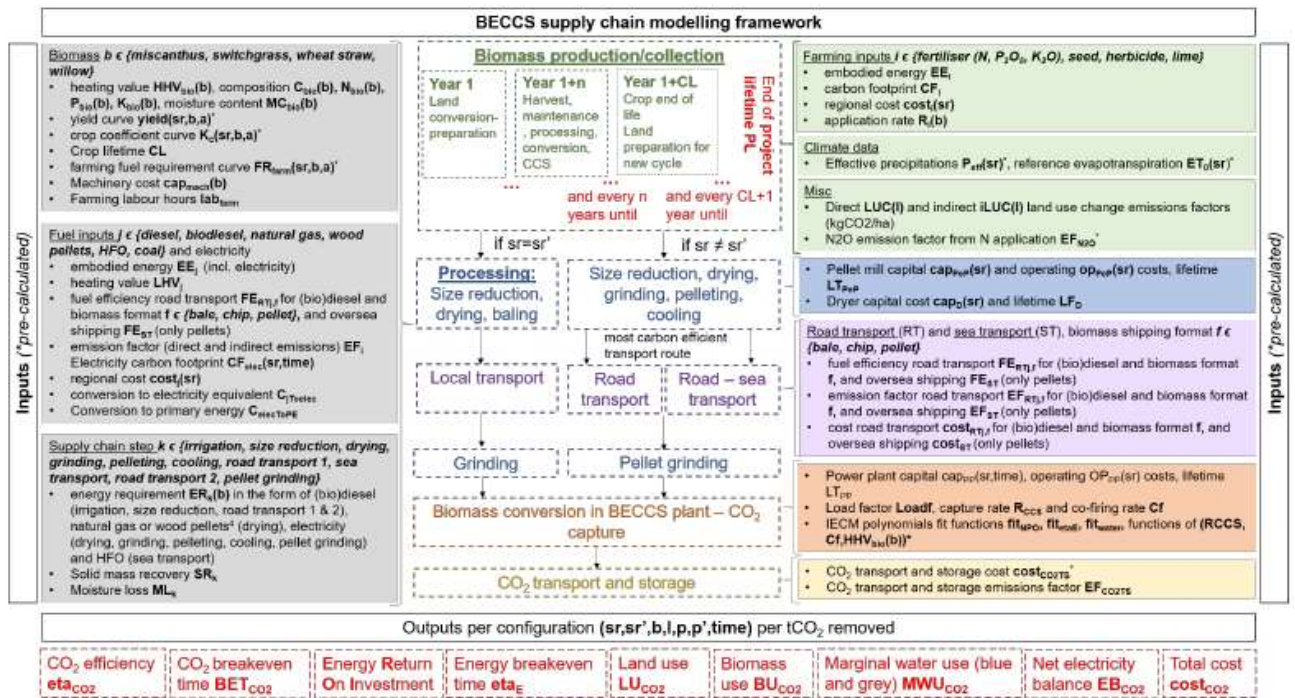 BECCS supply chain modelling framework
Inputs (*pre-calculated)
Biomass b ϵ {miscanthus, switchgrass, wheat straw,
willow}
• heating value HHVbio(b), composition Cbio(b), Nbio(b),
Pbio(b), Kbio(b), moisture content MCbio(b)
• yield curve yield(sr,b,a)*
• crop coefficient curve Kc(sr,b,a)*
• Crop lifetime CL
• farming fuel requirement curve FRfarm(sr,b,a)*
• Machinery cost capmach(b)
• Farming labour hours labfarm
Fuel inputs j ϵ {diesel, biodiesel, natural gas, wood
pellets, HFO, coal} and electricity
• embodied energy EEj (incl. electricity)
• heating value LHVj
• fuel efficiency road transport FERTj,f for (bio)diesel and
biomass format f ϵ {bale, chip, pellet}, and oversea
shipping FEST (only pellets)
• emission factor (direct and indirect emissions) EFj
Electricity carbon footprint CFelec(sr,time)
• regional cost costj(sr)
• conversion to electricity equivalent CjToelec
• Conversion to primary energy CelecToPE
Supply chain step k ϵ {irrigation, size reduction, drying,
grinding, pelleting, cooling, road transport 1, sea
transport, road transport 2, pellet grinding}
• energy requirement ERk(b) in the form of (bio)diesel
(irrigation, size reduction, road transport 1 & 2),
natural gas or wood pellets⁴ (drying), electricity
(drying, grinding, pelleting, cooling, pellet grinding)
and HFO (sea transport)
• Solid mass recovery SRk
• Moisture loss MLk
Biomass production/collection
Year 1
Land
conversion-
preparation
Year 1+n
Harvest,
maintenance
, processing,
conversion,
CCS
Year 1+CL
Crop end of
life
Land
preparation for
new cycle
End of project
lifetime PL
...
and every n
years until
...
and every CL+1
year until
if sr=sr'
if sr ≠ sr'
Processing:
Size reduction,
drying, baling
Size reduction, drying,
grinding, pelleting,
cooling
most carbon efficient
transport route
Local transport
Road
transport
Road – sea
transport
Grinding
Pellet grinding
Biomass conversion in BECCS plant – CO₂
capture
CO₂ transport and storage
Farming inputs i ϵ {fertiliser (N, P₂O₅, K₂O), seed, herbicide, lime}
• embodied energy EEi
• carbon footprint CFi
• regional cost costi(sr)
• application rate Ri(b)
Climate data
• Effective precipitations Peff(sr)*, reference evapotranspiration ET₀(sr)*
Misc
• Direct LUC(l) and indirect iLUC(l) land use change emissions factors
(kgCO2/ha)
• N2O emission factor from N application EFN2O*
• Pellet mill capital capPeP(sr) and operating opPeP(sr) costs, lifetime
LTPeP
• Dryer capital cost capD(sr) and lifetime LFD
Road transport (RT) and sea transport (ST), biomass shipping format f ϵ
{bale, chip, pellet}
• fuel efficiency road transport FERTj,f for (bio)diesel and biomass format
f, and oversea shipping FEST (only pellets)
• emission factor road transport EFRTj,f for (bio)diesel and biomass format
f, and oversea shipping EFST (only pellets)
• cost road transport costRTj,f for (bio)diesel and biomass format f, and
oversea shipping costST (only pellets)
• Power plant capital capPP(sr,time), operating OPPP(sr) costs, lifetime
LTPP
• Load factor Loadf, capture rate RCCS and co-firing rate Cf
• IECM polynomials fit functions fitNPO, fiteta, fitwater, functions of (RCCS,
Cf,HHVbio(b))*
• CO₂ transport and storage cost costCO2TS*
• CO₂ transport and storage emissions factor EFCO2TS
Inputs (*pre-calculated)
Outputs per configuration (sr,sr',b,l,p,p',time) per tCO₂ removed
CO₂ efficiency
etaCO2
CO₂ breakeven
time BETCO2
Energy Return
On Investment
Energy breakeven
time etaE
Land use
LUCO2
Biomass
use BUCO2
Marginal water use (blue
and grey) MWUCO2
Net electricity
balance EBCO2
Total cost
costCO2